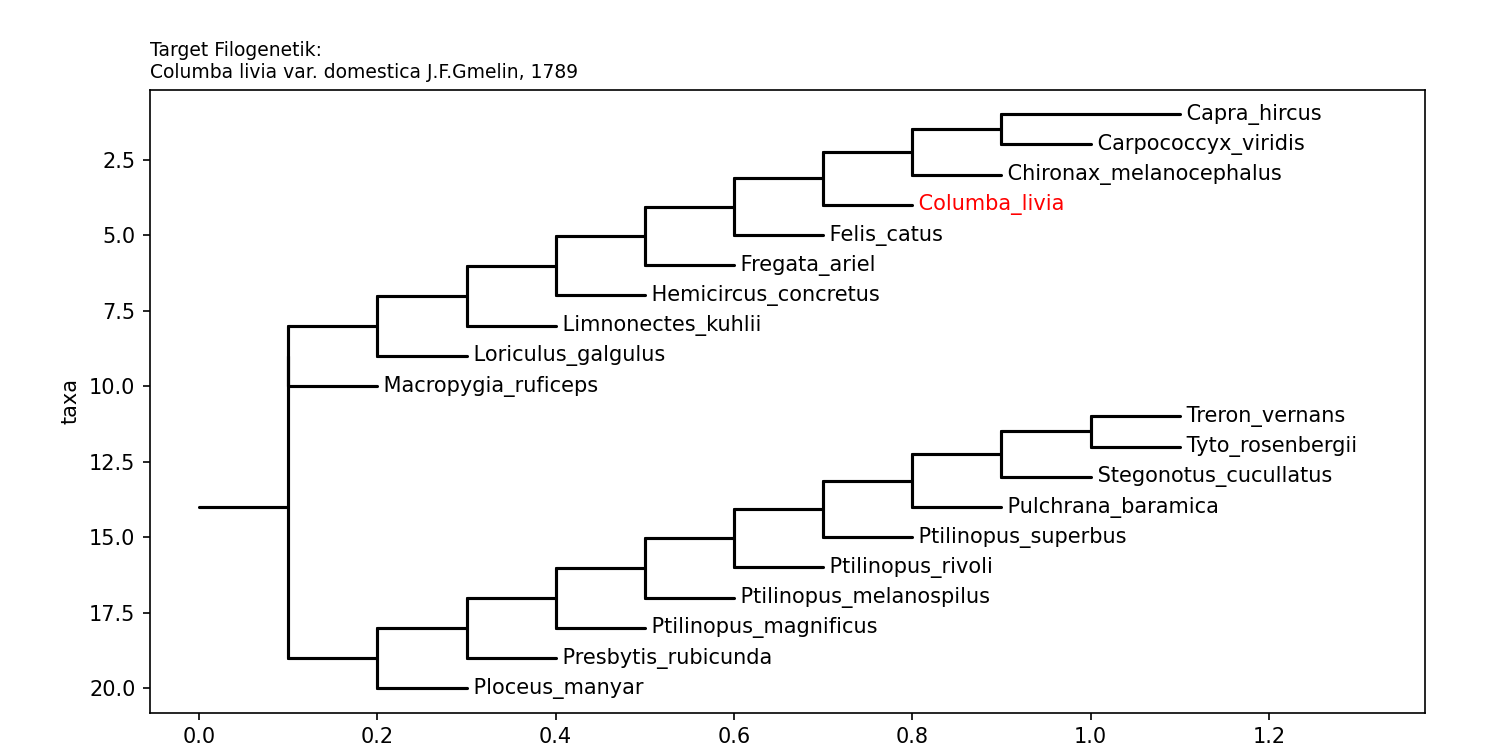 Target Filogenetik:
Columba livia var. domestica J.F.Gmelin, 1789
Capra_hircus
Carpococcyx_viridis
2.5
Chironax_melanocephalus
Columba_livia
5.0
Felis_catus
Fregata_ariel
Hemicircus_concretus
7.5
Limnonectes_kuhlii
Loriculus_galgulus
taxa
10.0
Macropygia_ruficeps
Treron_vernans
Tyto_rosenbergii
12.5
Stegonotus_cucullatus
Pulchrana_baramica
15.0
Ptilinopus_superbus
Ptilinopus_rivoli
Ptilinopus_melanospilus
17.5
Ptilinopus_magnificus
Presbytis_rubicunda
20.0
Ploceus_manyar
0.0 0.2 0.4 0.6 0.8 1.0 1.2